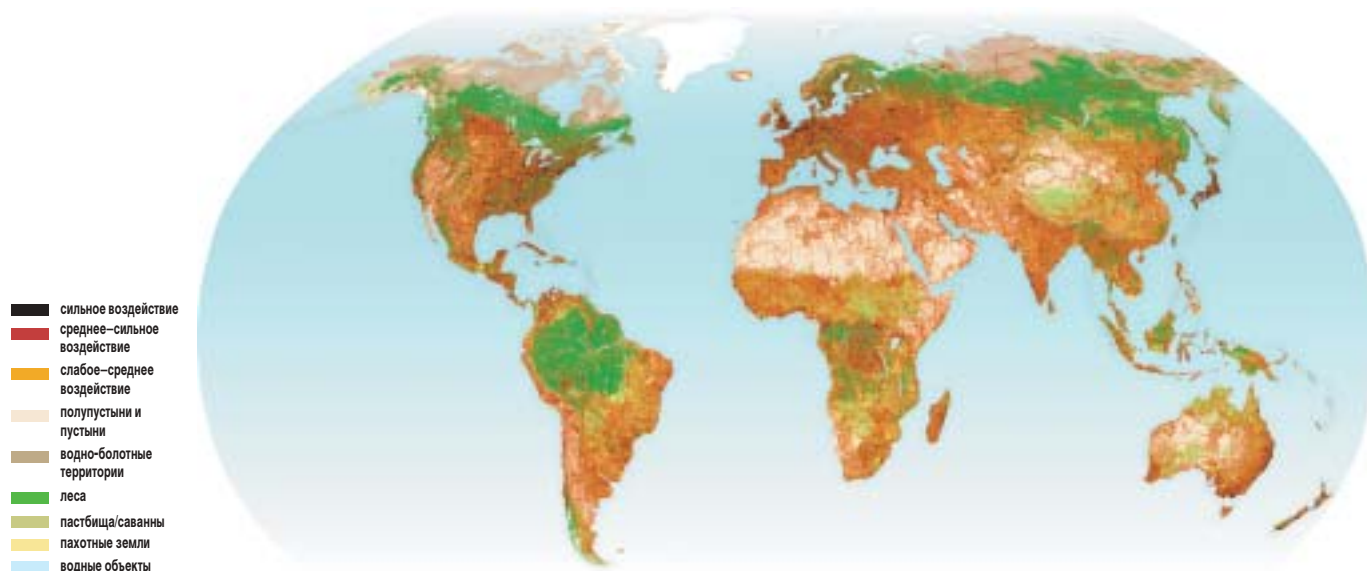 сильное воздействие
среднее–сильное
воздействие
слабое–среднее
воздействие
полупустыни и
пустыни
водно-болотные
территории
леса
пастбища/саванны
пахотные земли
водные объекты